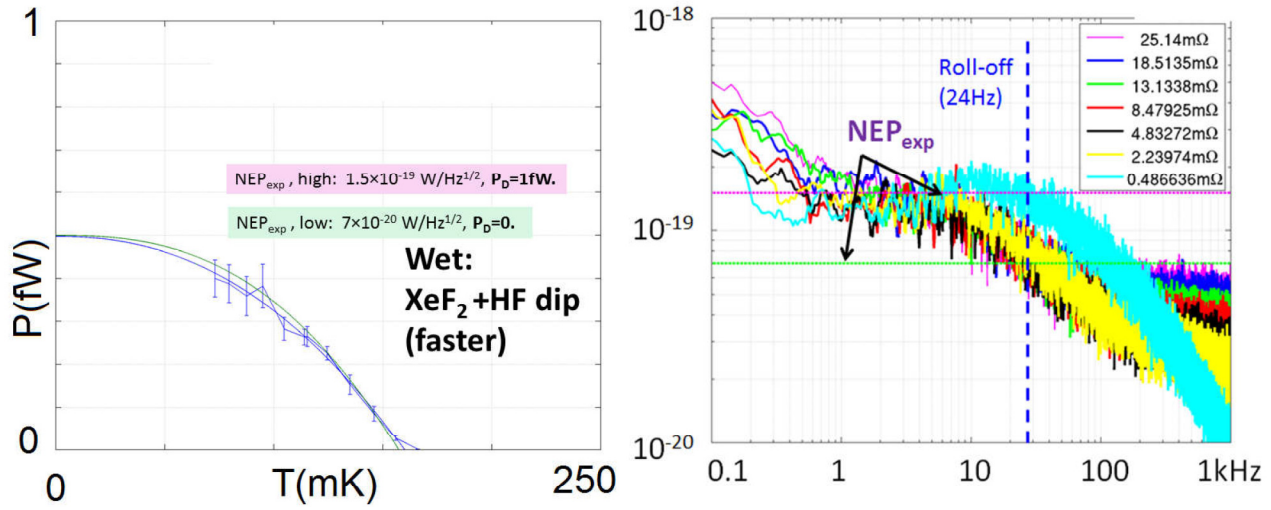 1
P(fW)
0
0
T(mK)
250
NEPexp , high: 1.5×10⁻¹⁹ W/Hz¹/², PD=1fW.
NEPexp , low: 7×10⁻²⁰ W/Hz¹/², PD=0.
Wet:
XeF₂ +HF dip
(faster)
10⁻¹⁸
10⁻¹⁹
10⁻²⁰
NEPexp
Roll-off
(24Hz)
25.14mΩ
18.5135mΩ
13.1338mΩ
8.47925mΩ
4.83272mΩ
2.23974mΩ
0.486636mΩ
0.1
1
10
100
1kHz